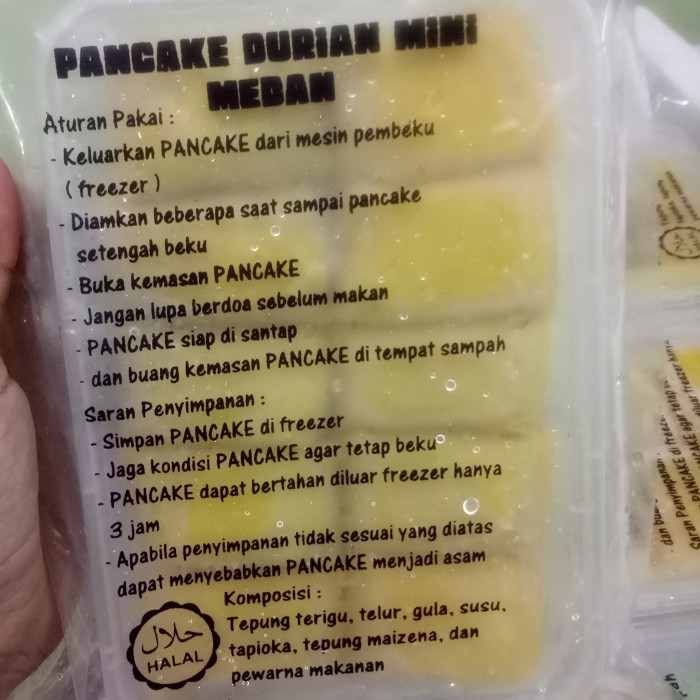 PANCAKE DURIAN MINI
MEDAN
Aturan Pakai :
- Keluarkan PANCAKE dari mesin pembeku
( freezer )
- Diamkan beberapa saat sampai pancake
setengah beku
- Buka kemasan PANCAKE
- Jangan lupa berdoa sebelum makan
- PANCAKE siap di santap
- dan buang kemasan PANCAKE di tempat sampah
Saran Penyimpanan :
- Simpan PANCAKE di freezer
- Jaga kondisi PANCAKE agar tetap beku
- PANCAKE dapat bertahan diluar freezer hanya
3 jam
- Apabila penyimpanan tidak sesuai yang diatas
dapat menyebabkan PANCAKE menjadi asam
Komposisi :
Tepung terigu, telur, gula, susu,
tapioka, tepung maizena, dan
pewarna makanan
حلال
HALAL